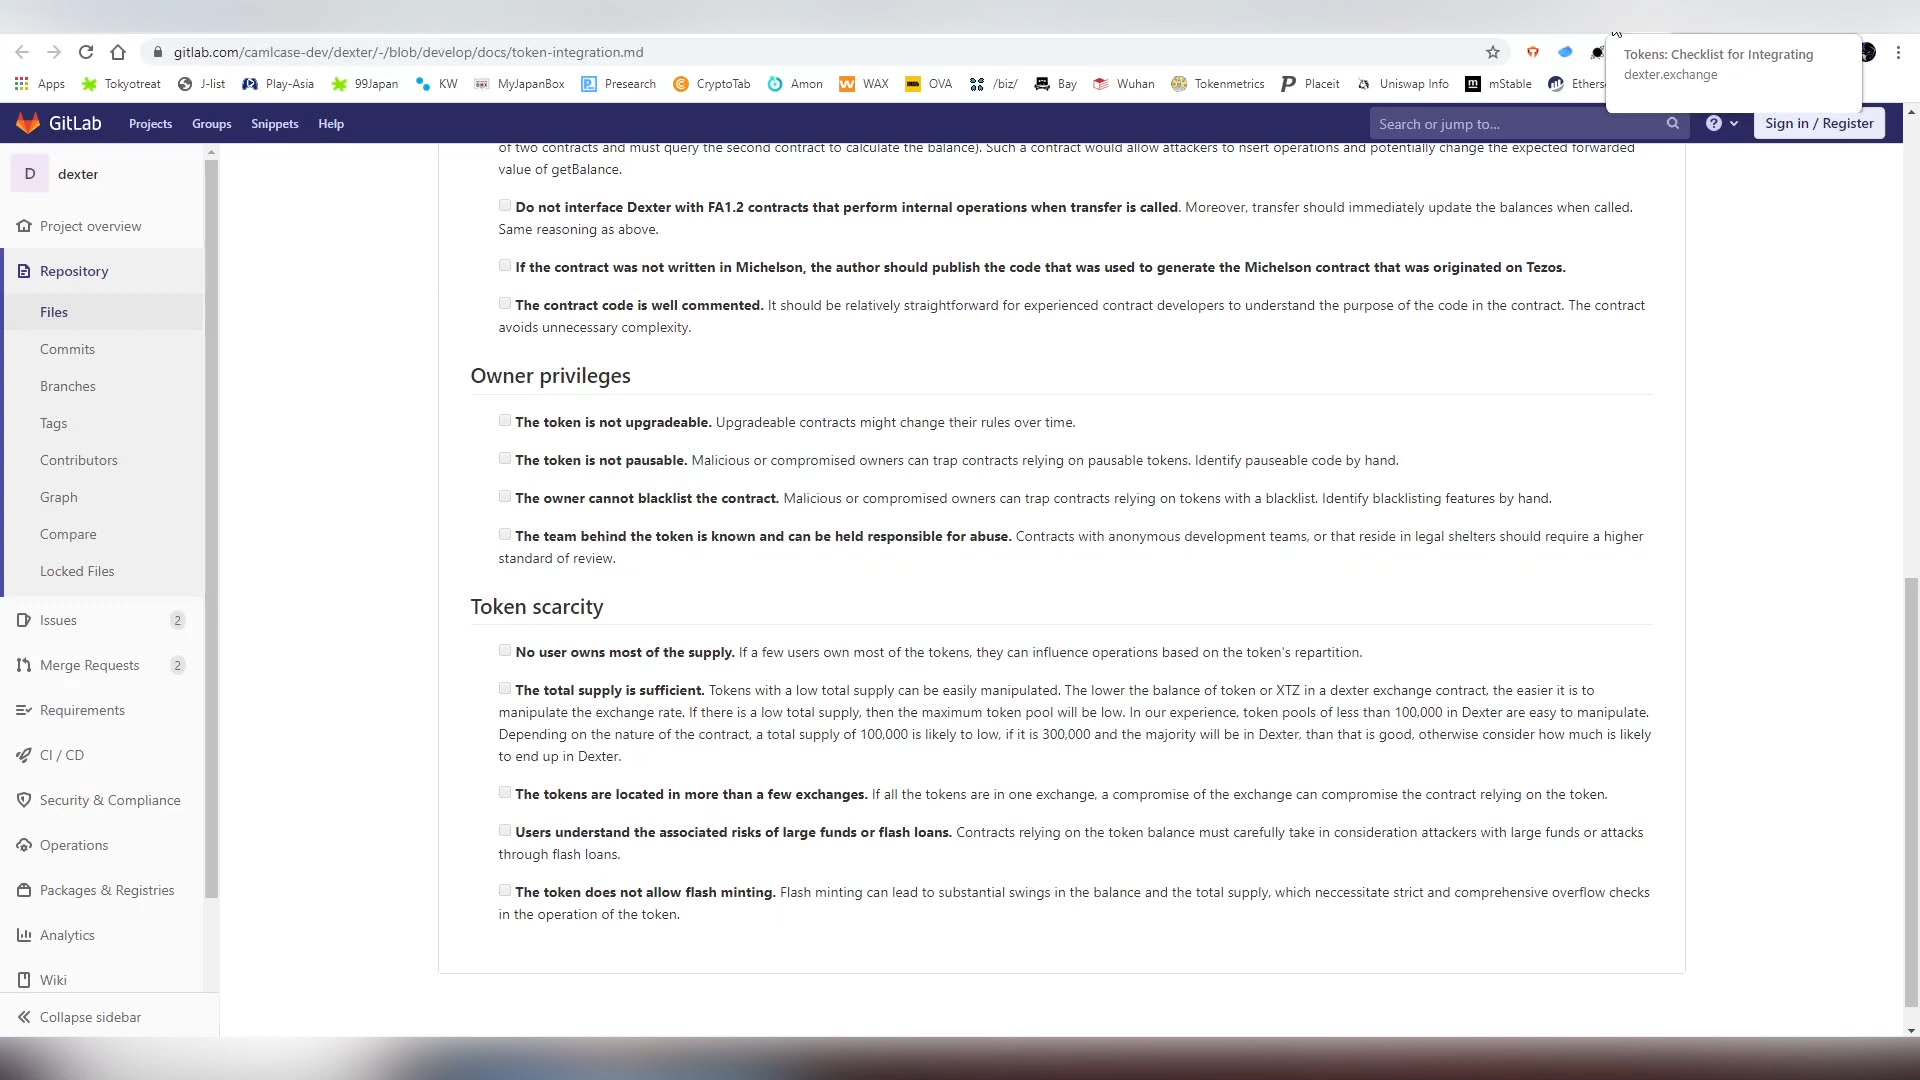 gitlab.com/camlcase-dev/dexter/-/blob/develop/docs/token-integration.md
Tokens: Checklist for Integrating
dexter.exchange
Apps Tokyotreat J-list Play-Asia 99Japan KW MyJapanBox Presearch CryptoTab Amon WAX OVA /biz/ Bay Wuhan Tokenmetrics Placeit Uniswap Info mStable Ethers
GitLab Projects Groups Snippets Help Search or jump to... Sign in / Register
D dexter
Project overview
Repository
Files
Commits
Branches
Tags
Contributors
Graph
Compare
Locked Files
Issues 2
Merge Requests 2
Requirements
CI / CD
Security & Compliance
Operations
Packages & Registries
Analytics
Wiki
Collapse sidebar
of two contracts and must query the second contract to calculate the balance). Such a contract would allow attackers to nsert operations and potentially change the expected forwarded
value of getBalance.
Do not interface Dexter with FA1.2 contracts that perform internal operations when transfer is called. Moreover, transfer should immediately update the balances when called.
Same reasoning as above.
If the contract was not written in Michelson, the author should publish the code that was used to generate the Michelson contract that was originated on Tezos.
The contract code is well commented. It should be relatively straightforward for experienced contract developers to understand the purpose of the code in the contract. The contract
avoids unnecessary complexity.
Owner privileges
The token is not upgradeable. Upgradeable contracts might change their rules over time.
The token is not pausable. Malicious or compromised owners can trap contracts relying on pausable tokens. Identify pauseable code by hand.
The owner cannot blacklist the contract. Malicious or compromised owners can trap contracts relying on tokens with a blacklist. Identify blacklisting features by hand.
The team behind the token is known and can be held responsible for abuse. Contracts with anonymous development teams, or that reside in legal shelters should require a higher
standard of review.
Token scarcity
No user owns most of the supply. If a few users own most of the tokens, they can influence operations based on the token's repartition.
The total supply is sufficient. Tokens with a low total supply can be easily manipulated. The lower the balance of token or XTZ in a dexter exchange contract, the easier it is to
manipulate the exchange rate. If there is a low total supply, then the maximum token pool will be low. In our experience, token pools of less than 100,000 in Dexter are easy to manipulate.
Depending on the nature of the contract, a total supply of 100,000 is likely to low, if it is 300,000 and the majority will be in Dexter, than that is good, otherwise consider how much is likely
to end up in Dexter.
The tokens are located in more than a few exchanges. If all the tokens are in one exchange, a compromise of the exchange can compromise the contract relying on the token.
Users understand the associated risks of large funds or flash loans. Contracts relying on the token balance must carefully take in consideration attackers with large funds or attacks
through flash loans.
The token does not allow flash minting. Flash minting can lead to substantial swings in the balance and the total supply, which neccessitate strict and comprehensive overflow checks
in the operation of the token.